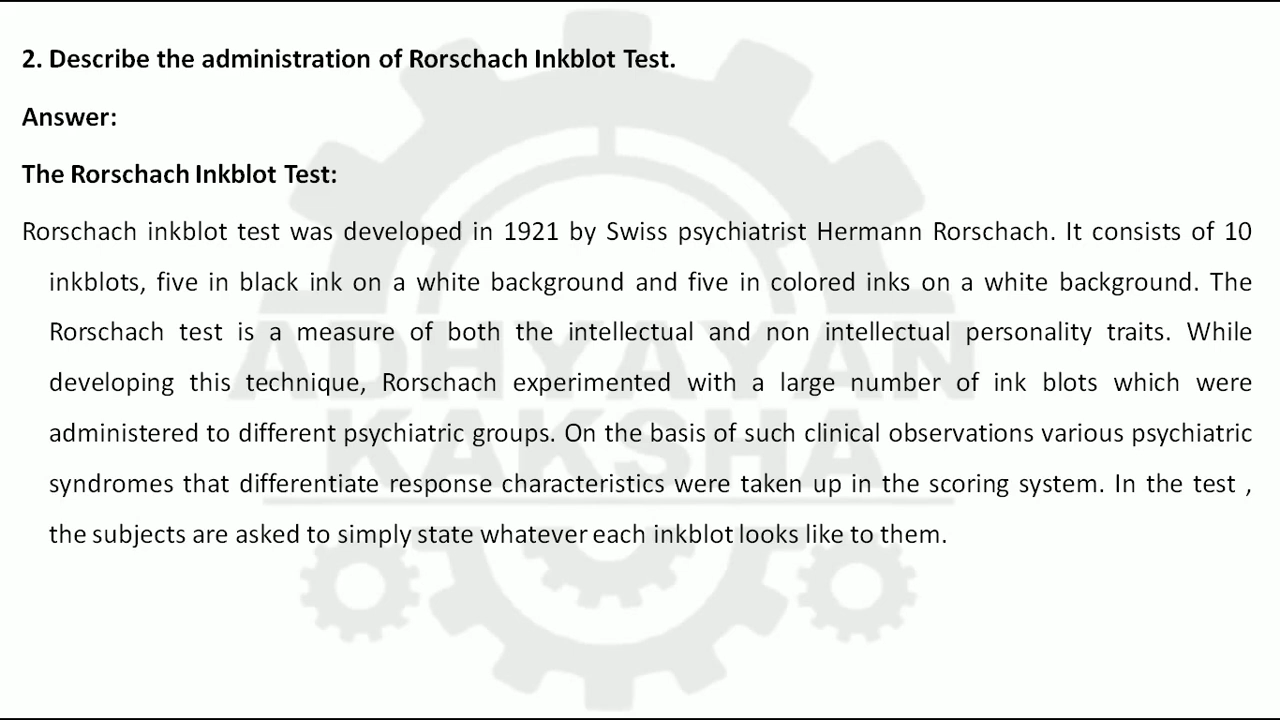 2. Describe the administration of Rorschach Inkblot Test.
Answer:
The Rorschach Inkblot Test:
Rorschach inkblot test was developed in 1921 by Swiss psychiatrist Hermann Rorschach. It consists of 10
inkblots, five in black ink on a white background and five in colored inks on a white background. The
Rorschach test is a measure of both the intellectual and non intellectual personality traits. While
developing this technique, Rorschach experimented with a large number of ink blots which were
administered to different psychiatric groups. On the basis of such clinical observations various psychiatric
syndromes that differentiate response characteristics were taken up in the scoring system. In the test ,
the subjects are asked to simply state whatever each inkblot looks like to them.
ADHYAYAN
KAKSHA